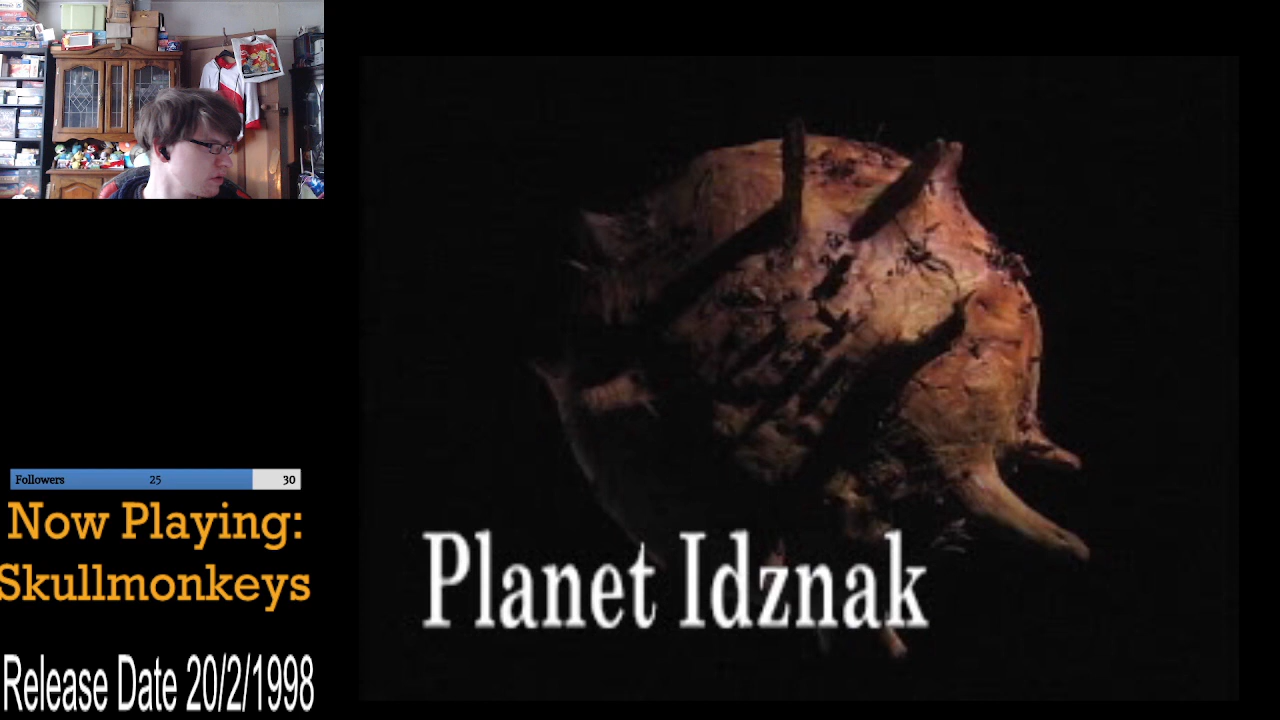 Followers 25 30
Now Playing:
Skullmonkeys
Release Date 20/2/1998
Planet Idznak